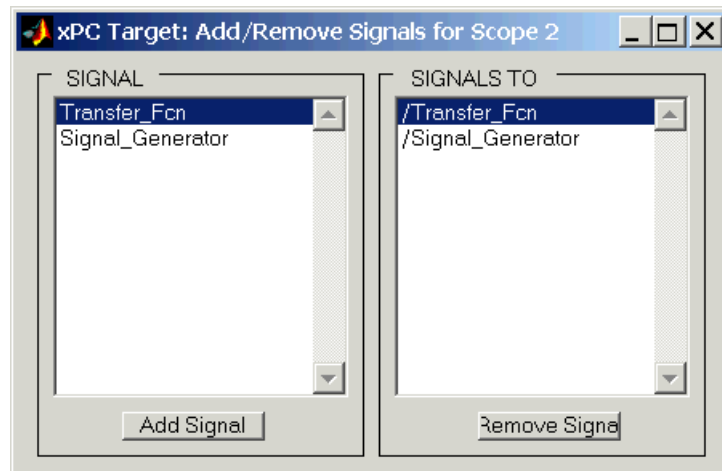 xPC Target: Add/Remove Signals for Scope 2
SIGNAL
Transfer_Fcn
Signal_Generator
Add Signal
SIGNALS TO
/Transfer_Fcn
/Signal_Generator
Remove Signa